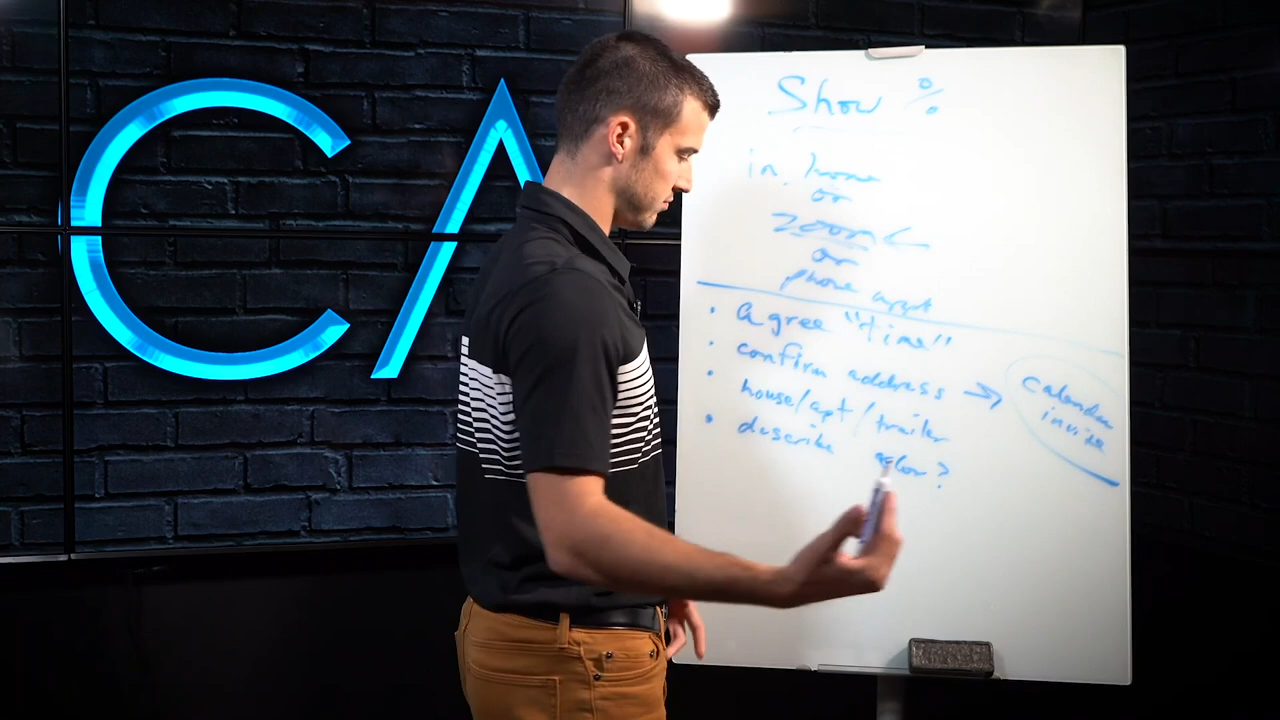 CA
Show %
in home
or
zoom
or
phone appt
• agree "time"
• confirm address → calendar invite
• house/apt/trailer
• describe color?